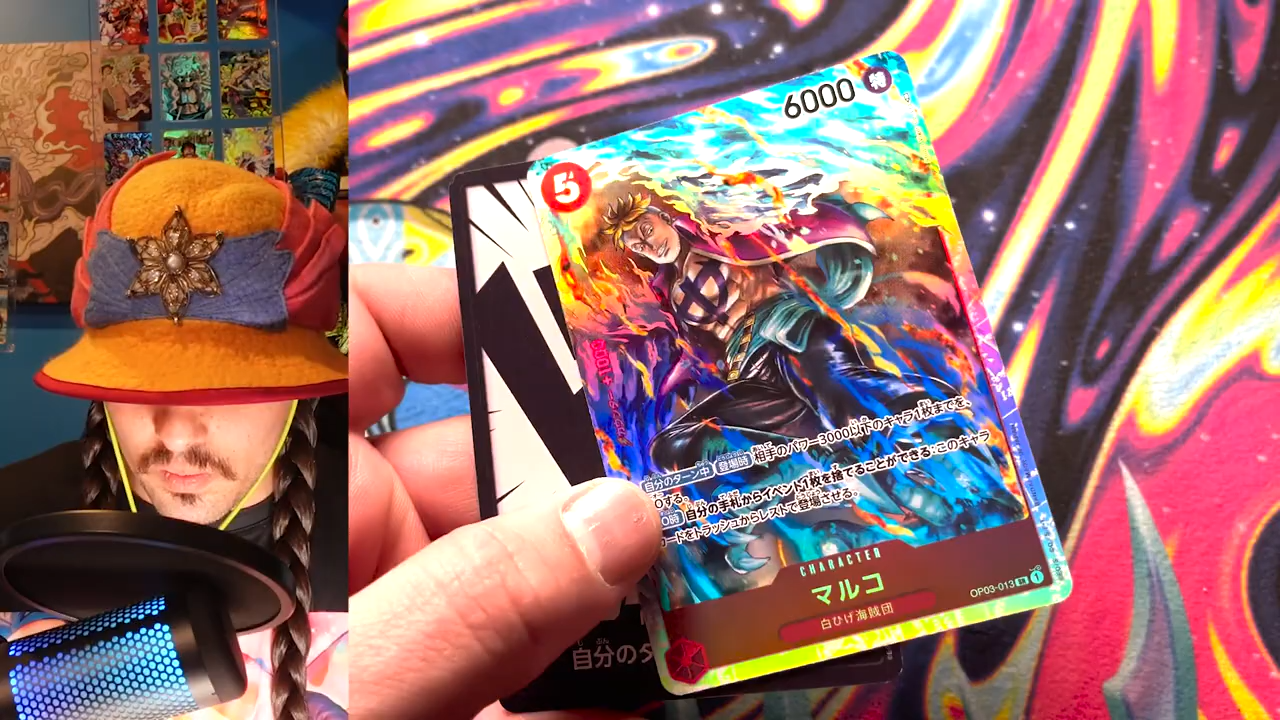 6000
5
自分のターン中 登場時 相手のパワー3000以下のキャラ1枚までを、
する。
時 自分の手札からイベント1枚を捨てることができる:このキャラ
カードをトラッシュからレストで登場させる。
CHARACTER
マルコ
白ひげ海賊団
OP03-013 SR 1
自分のタ